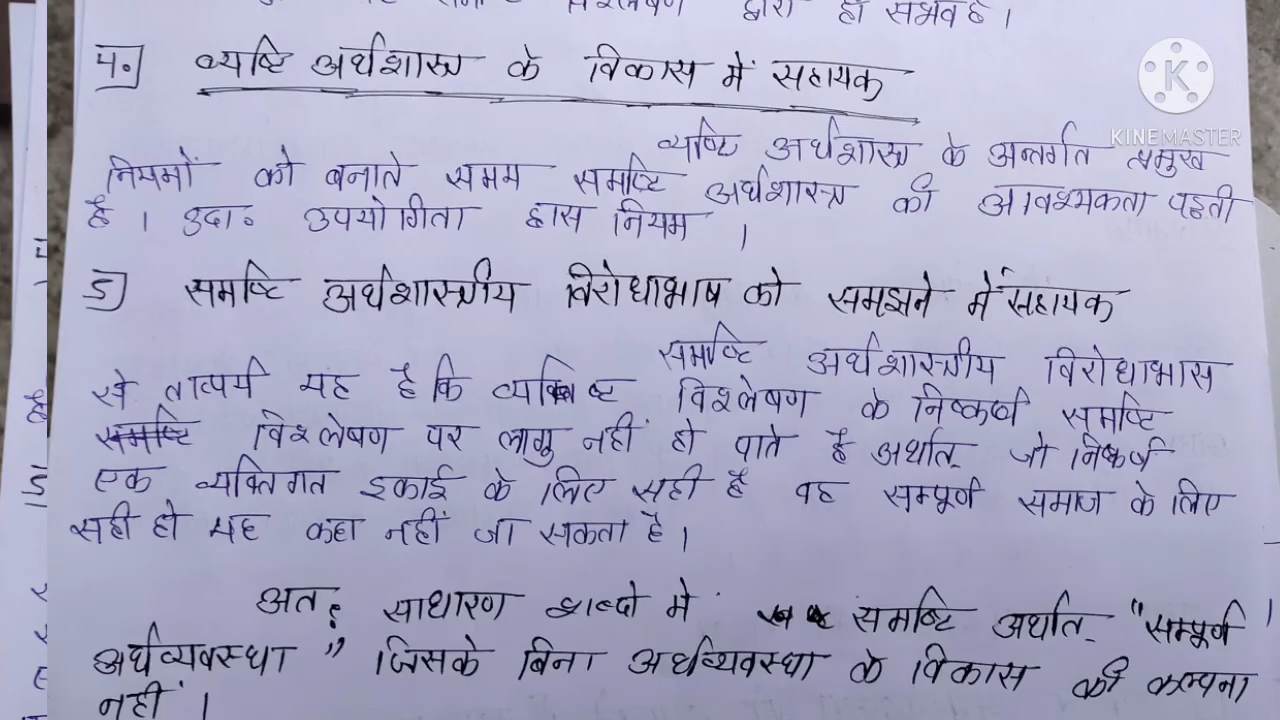 विश्लेषण द्वारा ही संभव है ।
4. व्यष्टि अर्थशास्त्र के विकास में सहायक
KINEMASTER
व्यष्टि अर्थशास्त्र के अन्तर्गत प्रमुख
नियमों को बनाते समय समष्टि अर्थशास्त्र की आवश्यकता पड़ती
है । उदा० उपयोगिता ह्रास नियम ।
5 समष्टि अर्थशास्त्रीय विरोधाभाष को समझने में सहायक
समष्टि अर्थशास्त्रीय विरोधाभास
से तात्पर्य यह है कि व्यष्टि विश्लेषण के निष्कर्ष समष्टि
विश्लेषण पर लागु नहीं हो पाते है अर्थात् जो निष्कर्ष
एक व्यक्तिगत इकाई के लिए सही है वह सम्पूर्ण समाज के लिए
सही हो यह कहा नहीं जा सकता है ।
अतः साधारण शब्दो मे समष्टि अर्थात् "सम्पूर्ण
अर्थव्यवस्था" जिसके बिना अर्थव्यवस्था के विकास की कल्पना
नहीं ।